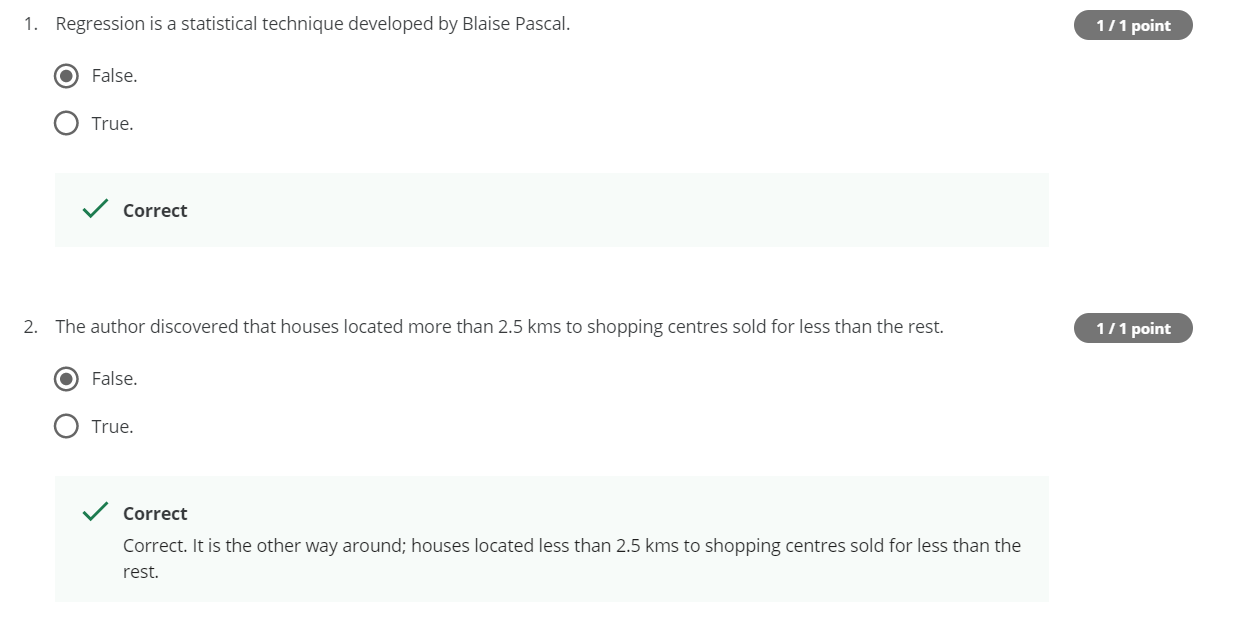 1. Regression is a statistical technique developed by Blaise Pascal.
1 / 1 point
False.
True.
Correct
2. The author discovered that houses located more than 2.5 kms to shopping centres sold for less than the rest.
1 / 1 point
False.
True.
Correct
Correct. It is the other way around; houses located less than 2.5 kms to shopping centres sold for less than the
rest.